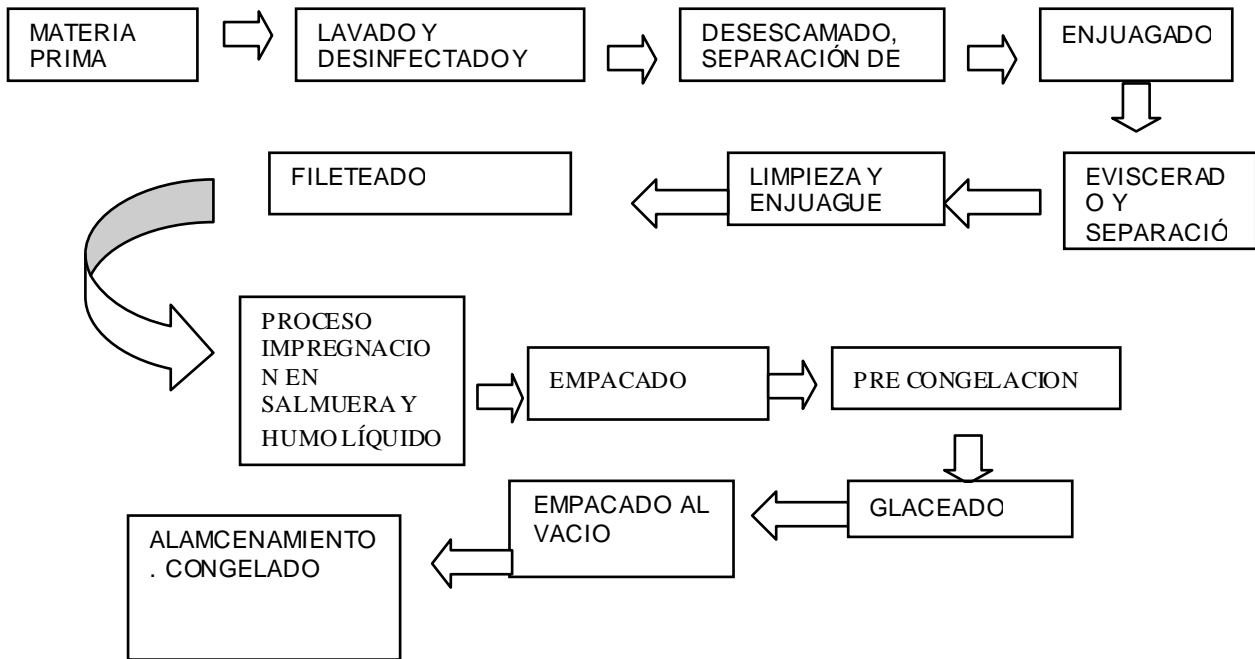 MATERIA
PRIMA
LAVADO Y
DESINFECTADO Y
DESESCAMADO,
SEPARACIÓN DE
ENJUAGADO
EVISCERAD
O Y
SEPARACIÓ
LIMPIEZA Y
ENJUAGUE
FILETEADO
PROCESO
IMPREGNACIO
N EN
SALMUERA Y
HUMO LÍQUIDO
EMPACADO
PRE CONGELACION
GLACEADO
EMPACADO AL
VACIO
ALAMCENAMIENTO
. CONGELADO